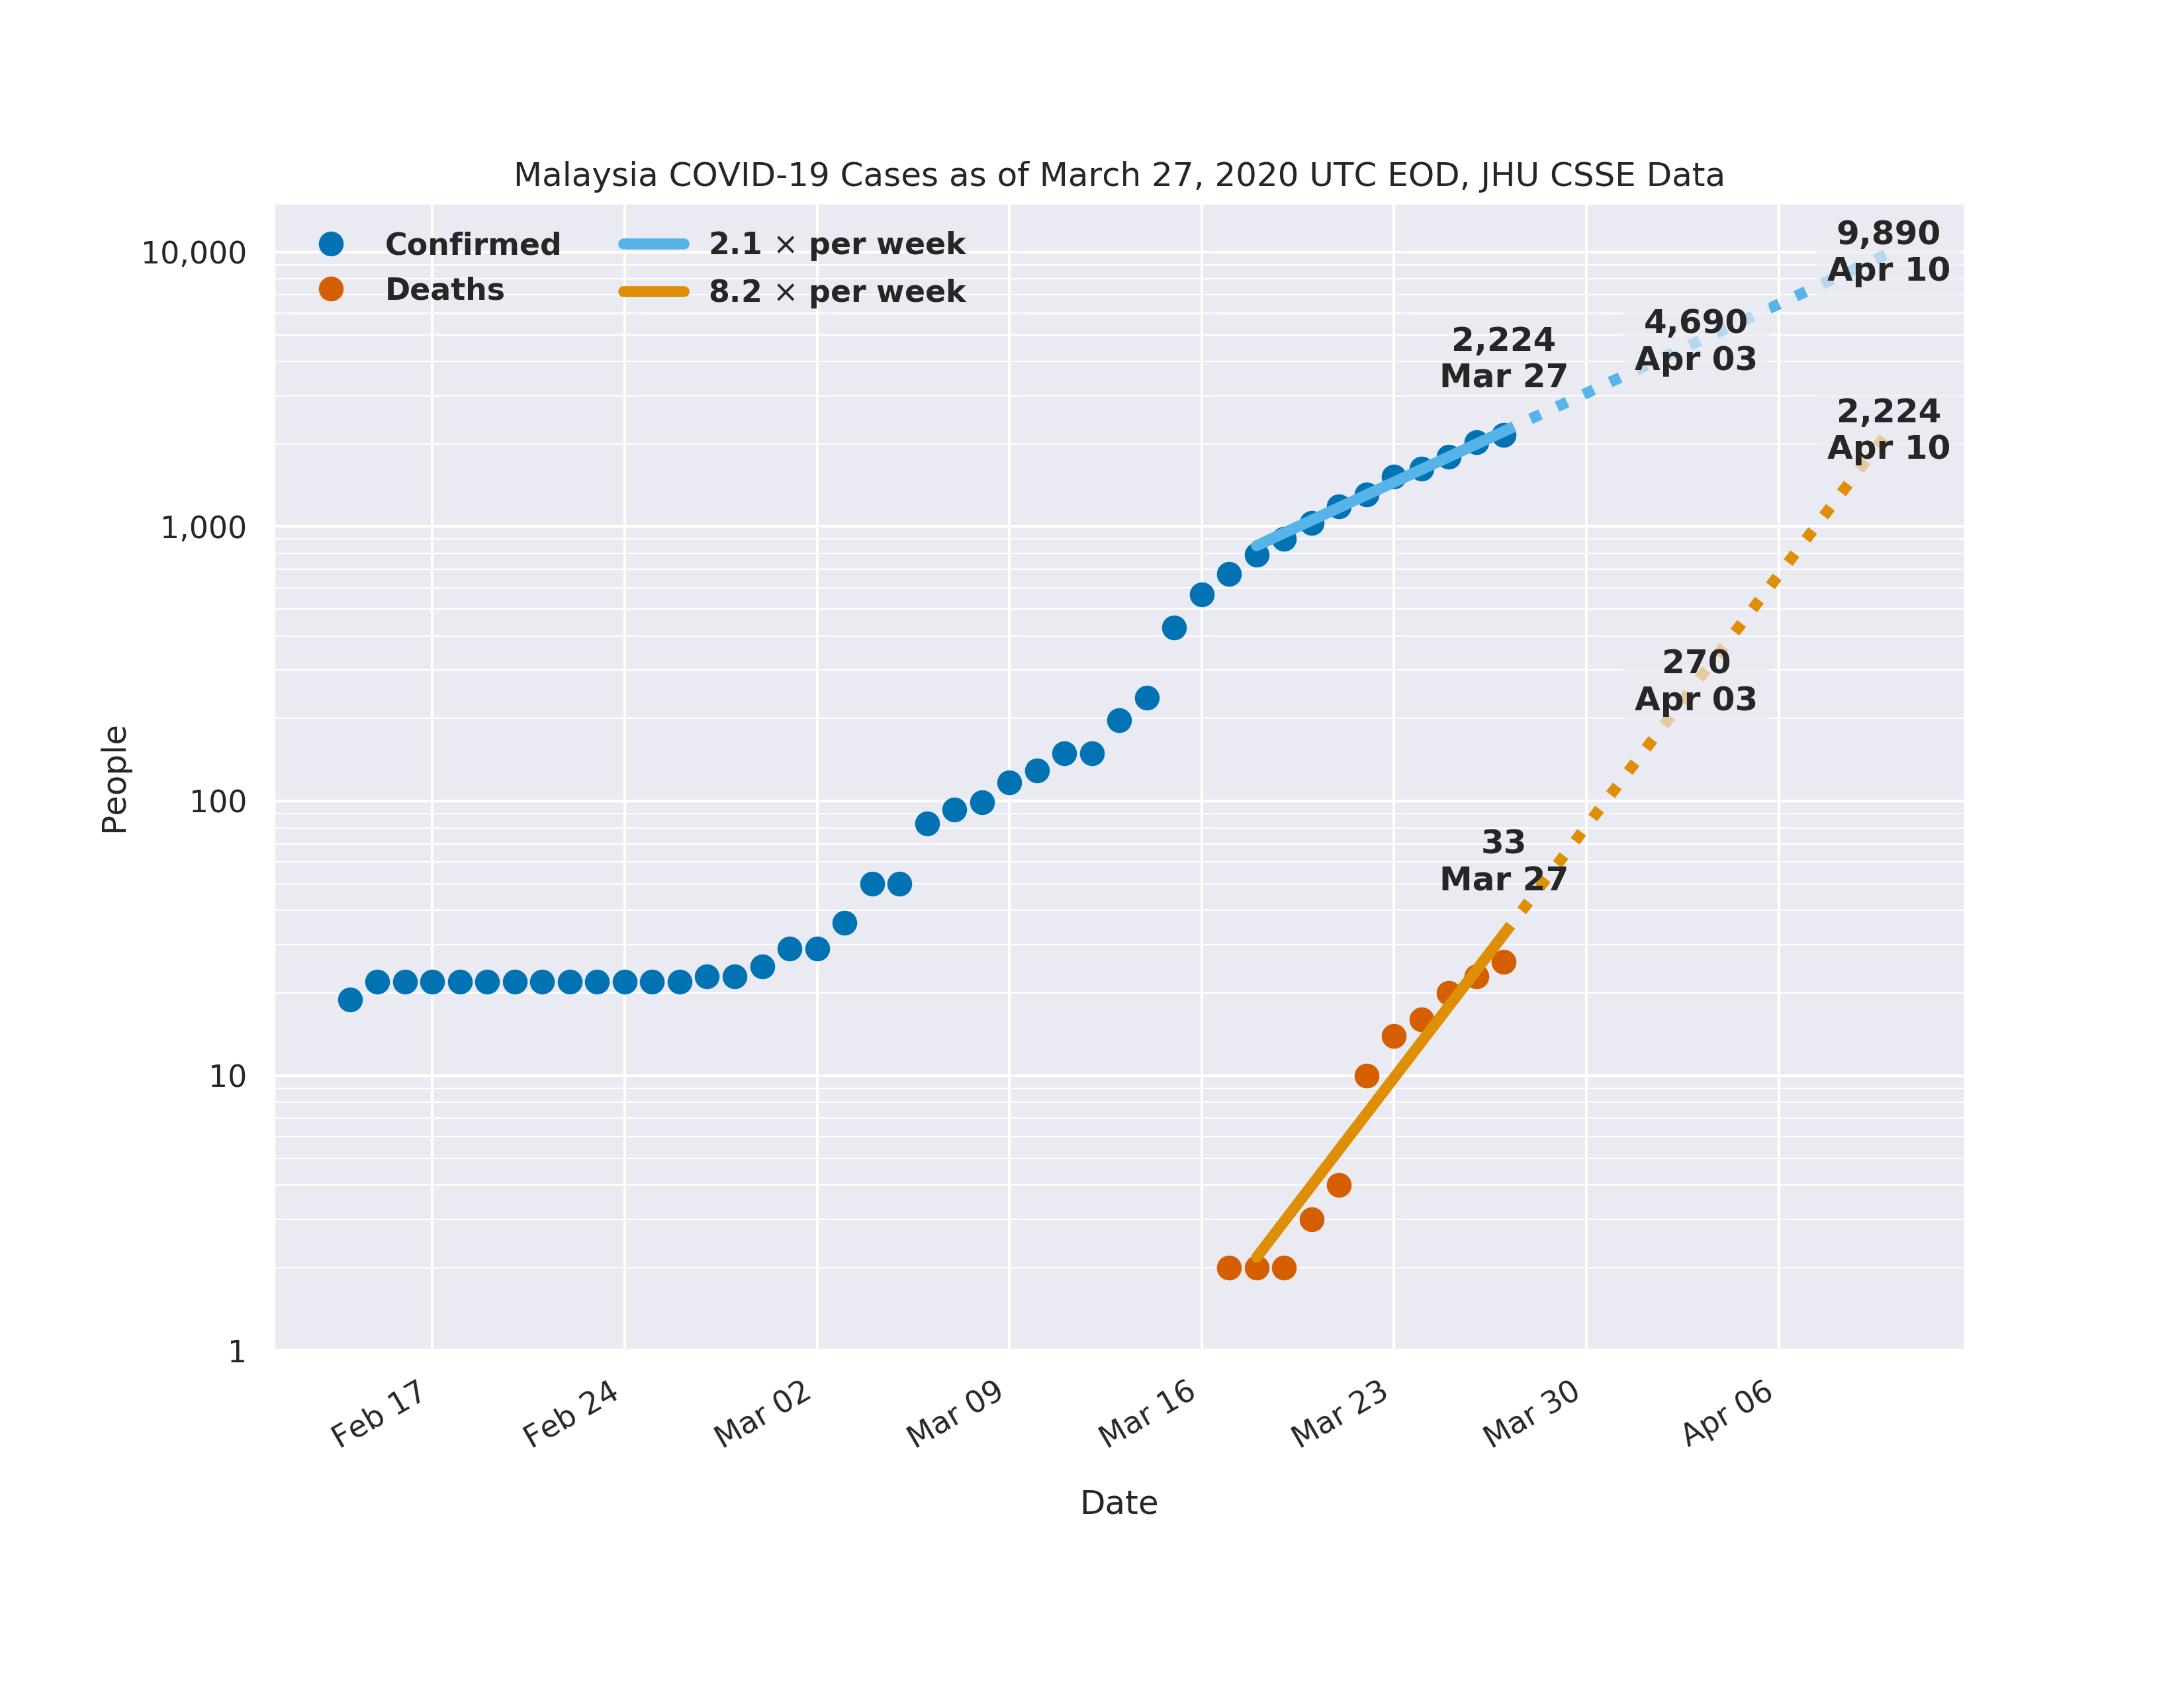 Malaysia COVID-19 Cases as of March 27, 2020 UTC EOD, JHU CSSE Data
Confirmed
Deaths
2.1 × per week
8.2 × per week
9,890
Apr 10
4,690
Apr 03
2,224
Mar 27
2,224
Apr 10
270
Apr 03
33
Mar 27
10,000
1,000
100
10
1
People
Feb 17
Feb 24
Mar 02
Mar 09
Mar 16
Mar 23
Mar 30
Apr 06
Date